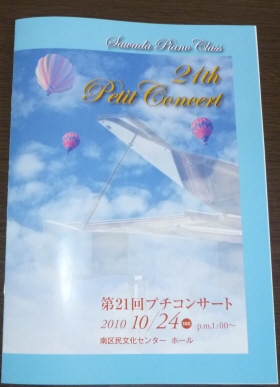 Sawada Piano Class
21th
Petit Concert
第21回プチコンサート
2010 10/24 p.m.1:00～
南区民文化センター ホール